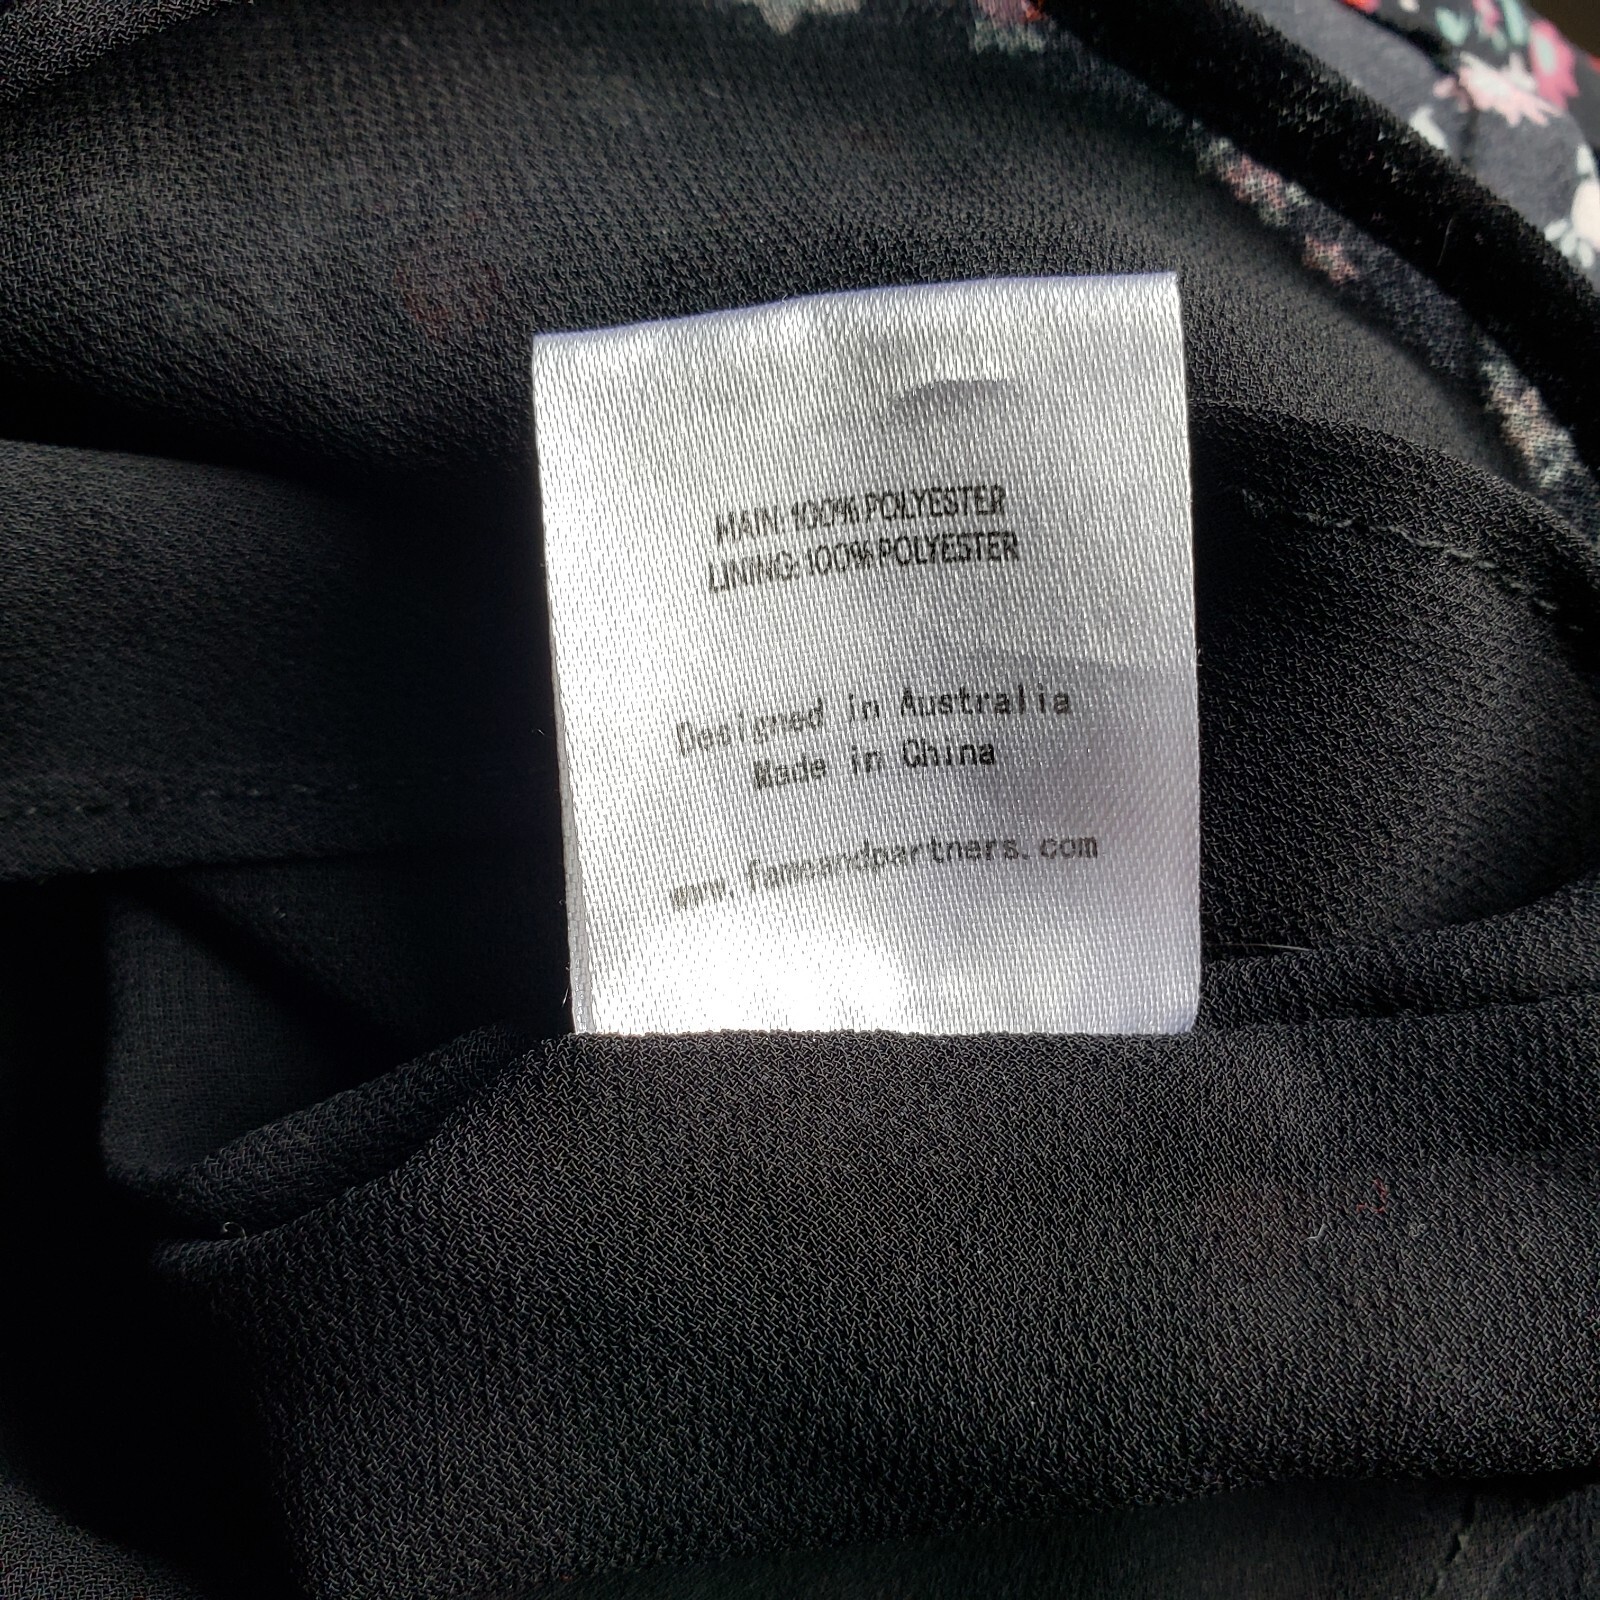 MAIN: 100% POLYESTER
LINING: 100% POLYESTER
Designed in Australia
Made in China
www.fameandpartners.com